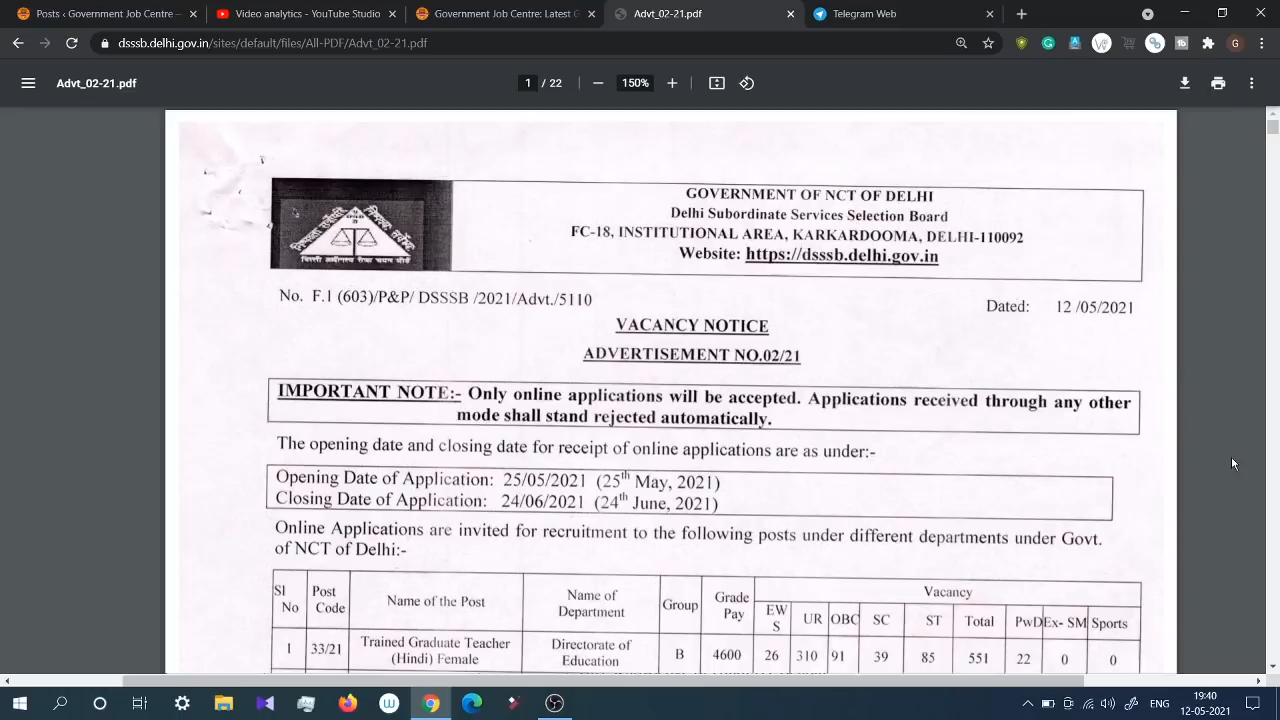 Posts ‹ Government Job Centre —
Video analytics - YouTube Studio
Government Job Centre: Latest G
Advt_02-21.pdf
Telegram Web
dsssb.delhi.gov.in/sites/default/files/All-PDF/Advt_02-21.pdf
Advt_02-21.pdf
1 / 22
150%
GOVERNMENT OF NCT OF DELHI
Delhi Subordinate Services Selection Board
FC-18, INSTITUTIONAL AREA, KARKARDOOMA, DELHI-110092
Website: https://dsssb.delhi.gov.in
No. F.1 (603)/P&P/ DSSSB /2021/Advt./5110
Dated: 12 /05/2021
VACANCY NOTICE
ADVERTISEMENT NO.02/21
IMPORTANT NOTE:- Only online applications will be accepted. Applications received through any other
mode shall stand rejected automatically.
The opening date and closing date for receipt of online applications are as under:-
Opening Date of Application: 25/05/2021 (25th May, 2021)
Closing Date of Application: 24/06/2021 (24th June, 2021)
Online Applications are invited for recruitment to the following posts under different departments under Govt.
of NCT of Delhi:-
Sl No Post Code Name of the Post Name of Department Group Grade Pay Vacancy
EWS UR OBC SC ST Total PwD Ex- SM Sports
1 33/21 Trained Graduate Teacher (Hindi) Female Directorate of Education B 4600 26 310 91 39 85 551 22 0 0
ENG
19:40
12-05-2021